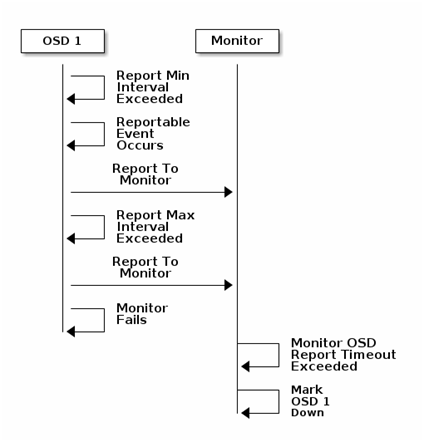 OSD 1
Monitor
Report Min
Interval
Exceeded
Reportable
Event
Occurs
Report To
Monitor
Report Max
Interval
Exceeded
Report To
Monitor
Monitor
Fails
Monitor OSD
Report Timeout
Exceeded
Mark
OSD 1
Down